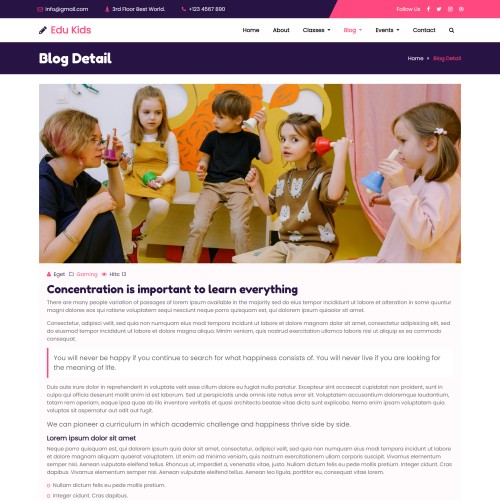 info@gmail.com 3rd Floor Best World. +123 4567 890 Follow Us
Edu Kids Home About Classes Blog Events Contact
Blog Detail Home Blog Detail
Eget Gaming Hits: 13
Concentration is important to learn everything
There are many people variation of passages of lorem ipsum available in the majority sed do eius tempor incididunt ut labore et alteration in some quuntur
magni dolores eos qui ratione voluptatem sequi nesciunt neque porro quisquam est, qui dolorem ipsum quiaolor sit amet.
Consectetur, adipisci velit, sed quia non numquam eius modi tempora incidunt ut labore et dolore magnam dolor sit amet, consectetur adipisicing elit, sed
do eiusmod tempor incididunt ut labore et dolore magna aliqua. Minim veniam, quis nostrud exercitation ullamco laboris nisi ut aliquip ex ea commodo
consequat.
You will never be happy if you continue to search for what happiness consists of. You will never live if you are looking for
the meaning of life.
Duis aute irure dolor in reprehenderit in voluptate velit esse cillum dolore eu fugiat nulla pariatur. Excepteur sint occaecat cupidatat non proident, sunt in
culpa qui officia deserunt mollit anim id est laborum. Sed ut perspiciatis unde omnis iste natus error sit. Voluptatem accusantium doloremque laudantium,
totam rem aperiam; eaque ipsa quae ab illo inventore veritatis et quasi architecto beatae vitae dicta sunt explicabo. Nemo enim ipsam voluptatem quia
voluptas sit aspernatur aut odit aut fugit.
We can pioneer a curriculum in which academic challenge and happiness thrive side by side.
Lorem ipsum dolor sit amet
Neque porro quisquam est, qui dolorem ipsum quia dolor sit amet, consectetur, adipisci velit, sed quia non numquam eius modi tempora incidunt ut labore
et dolore magnam aliquam quaerat voluptatem. Ut enim ad minima veniam, quis nostrum exercitationem ullam corporis suscipit. Vivamus elementum
semper nisi. Aenean vulputate eleifend tellus. Rhoncus ut, imperdiet a, venenatis vitae, justo. Nullam dictum felis eu pede mollis pretium. Integer cidunt. Cras
dapibus. Vivamus elementum semper nisi. Aenean vulputate eleifend tellus. Aenean leo ligula, porttitor eu, consequat vitae lorem.
Nullam dictum felis eu pede mollis pretium.
Integer cidunt. Cras dapibus.